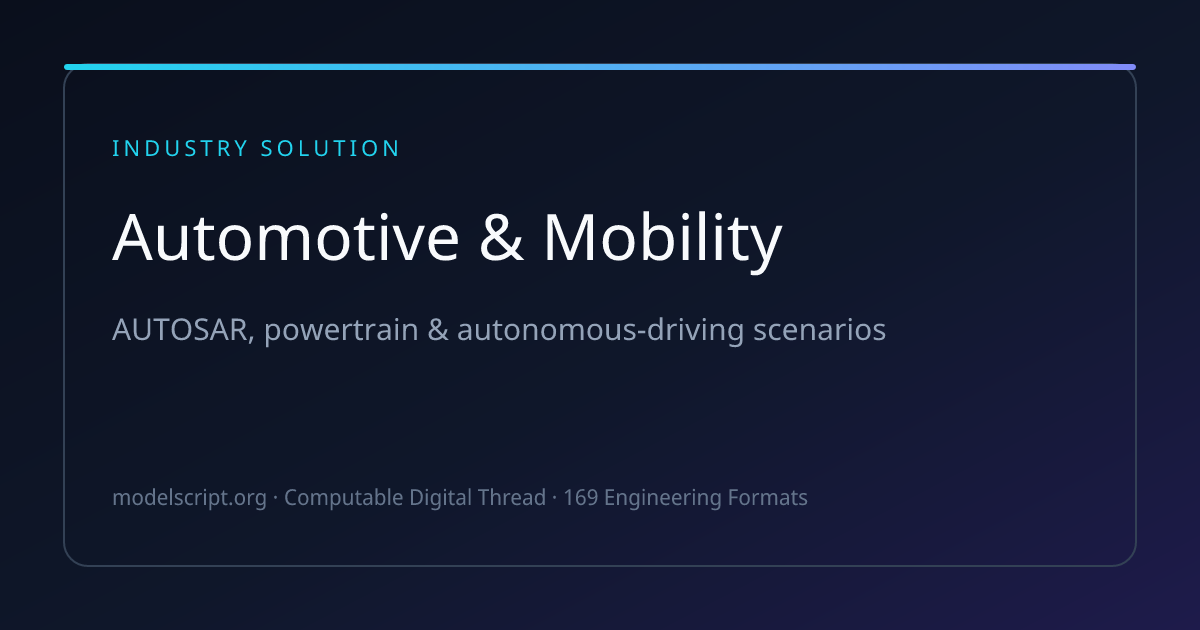 INDUSTRY SOLUTION
Automotive & Mobility
AUTOSAR, powertrain & autonomous-driving scenarios
modelscript.org · Computable Digital Thread · 169 Engineering Formats